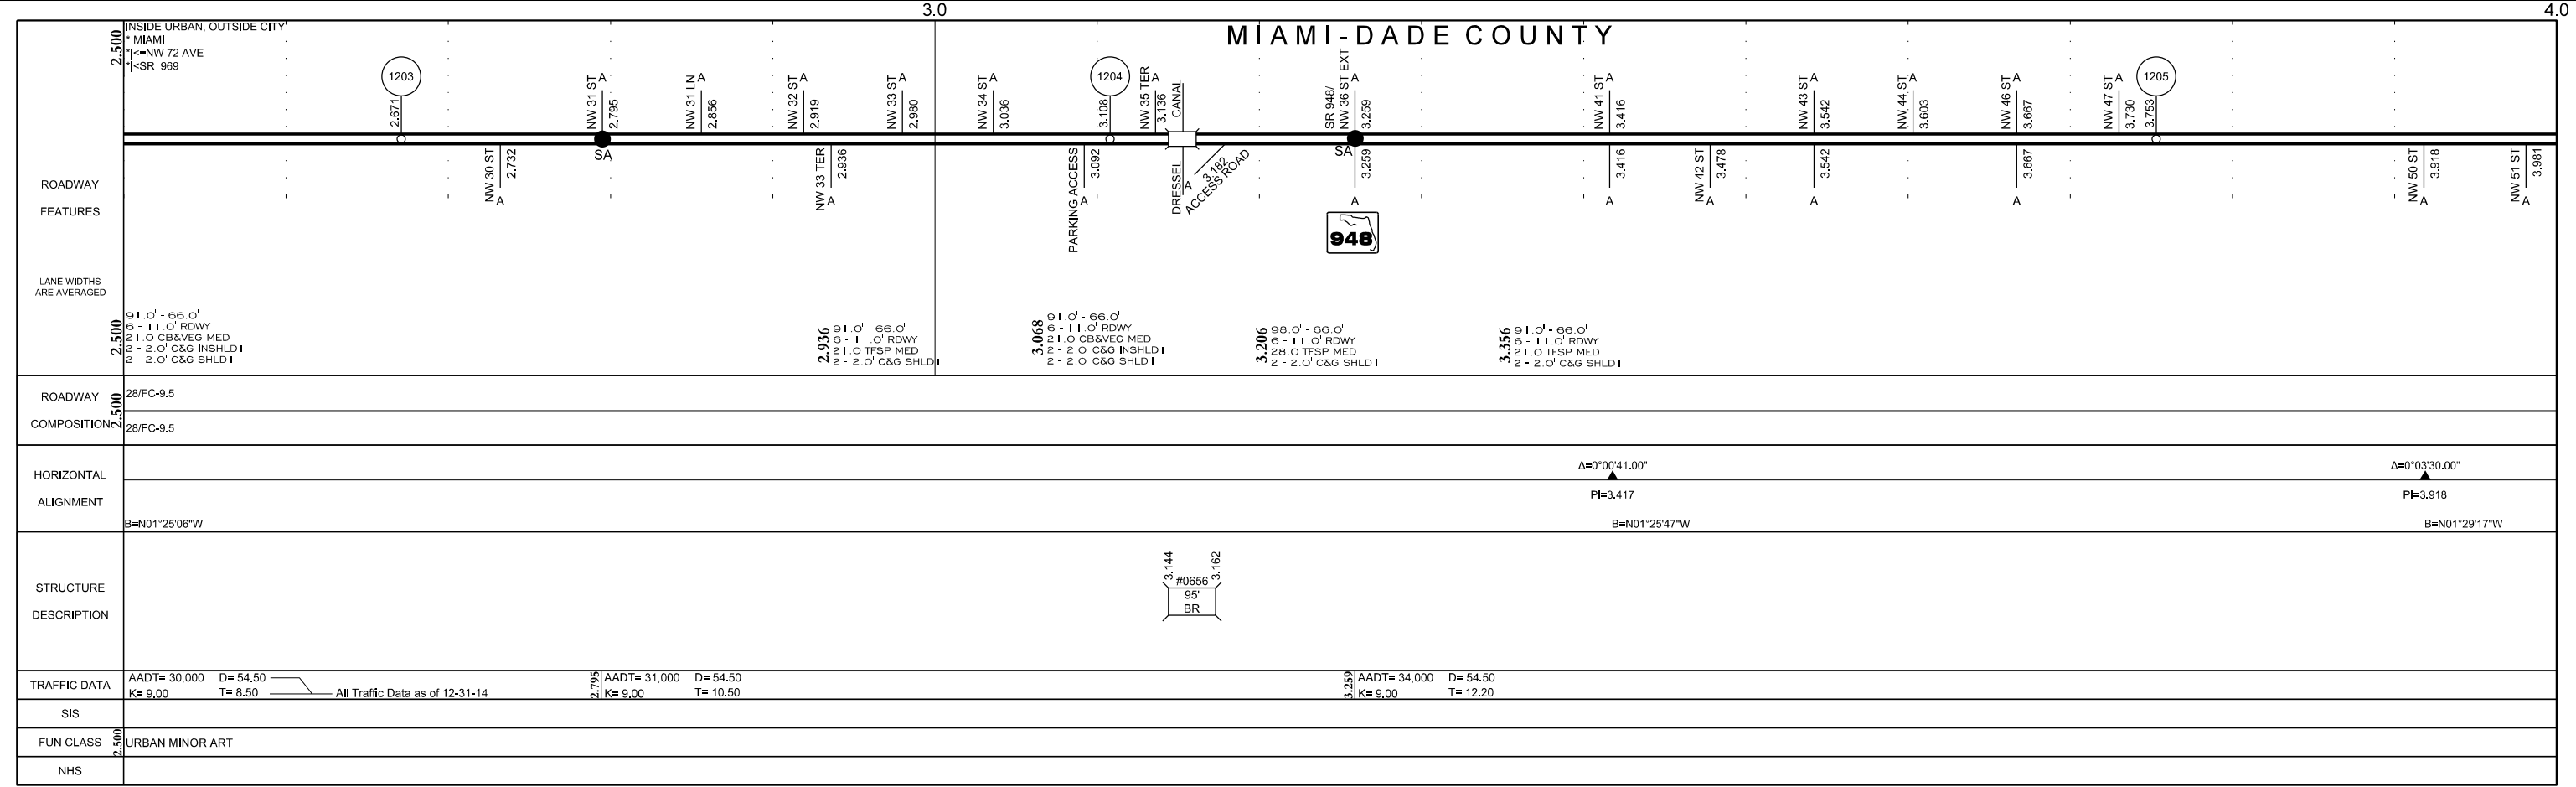 3.0
4.0
MIAMI-DADE COUNTY
2.500
INSIDE URBAN, OUTSIDE CITY
* MIAMI
*|<=NW 72 AVE
*|<SR 969
1203
2.671
NW 31 ST
A
2.795
SA
NW 31 LN
A
2.856
NW 32 ST
A
2.919
NW 33 ST
A
2.980
NW 34 ST
A
3.036
1204
3.108
NW 35 TER
A
3.136
CANAL
SR 948/
NW 36 ST EXT
A
3.259
SA
NW 41 ST
A
3.416
NW 43 ST
A
3.542
NW 44 ST
A
3.603
NW 46 ST
A
3.667
NW 47 ST
A
3.730
1205
3.753
ROADWAY
FEATURES
NW 30 ST
2.732
A
NW 33 TER
2.936
A
PARKING ACCESS
3.092
A
DRESSEL
A
3.182
ACCESS ROAD
3.259
A
948
3.416
A
NW 42 ST
3.478
A
3.542
A
3.667
A
NW 50 ST
3.918
A
NW 51 ST
3.981
A
LANE WIDTHS
ARE AVERAGED
2.500
91.0' - 66.0'
6 - 11.0' RDWY
21.0 CB&VEG MED
2 - 2.0' C&G INSHLD1
2 - 2.0' C&G SHLD1
2.936
91.0' - 66.0'
6 - 11.0' RDWY
21.0 TFSP MED
2 - 2.0' C&G SHLD1
3.068
91.0' - 66.0'
6 - 11.0' RDWY
21.0 CB&VEG MED
2 - 2.0' C&G INSHLD1
2 - 2.0' C&G SHLD1
3.206
98.0' - 66.0'
6 - 11.0' RDWY
28.0 TFSP MED
2 - 2.0' C&G SHLD1
3.356
91.0' - 66.0'
6 - 11.0' RDWY
21.0 TFSP MED
2 - 2.0' C&G SHLD1
ROADWAY
COMPOSITION
2.500
28/FC-9.5
28/FC-9.5
HORIZONTAL
ALIGNMENT
Δ=0°00'41.00"
PI=3.417
Δ=0°03'30.00"
PI=3.918
B=N01°25'06"W
B=N01°25'47"W
B=N01°29'17"W
STRUCTURE
DESCRIPTION
3.144
3.162
#0656
95'
BR
TRAFFIC DATA
AADT= 30,000 D= 54.50
K= 9.00 T= 8.50
All Traffic Data as of 12-31-14
2.795
AADT= 31,000 D= 54.50
K= 9.00 T= 10.50
3.259
AADT= 34,000 D= 54.50
K= 9.00 T= 12.20
SIS
FUN CLASS
2.500
URBAN MINOR ART
NHS